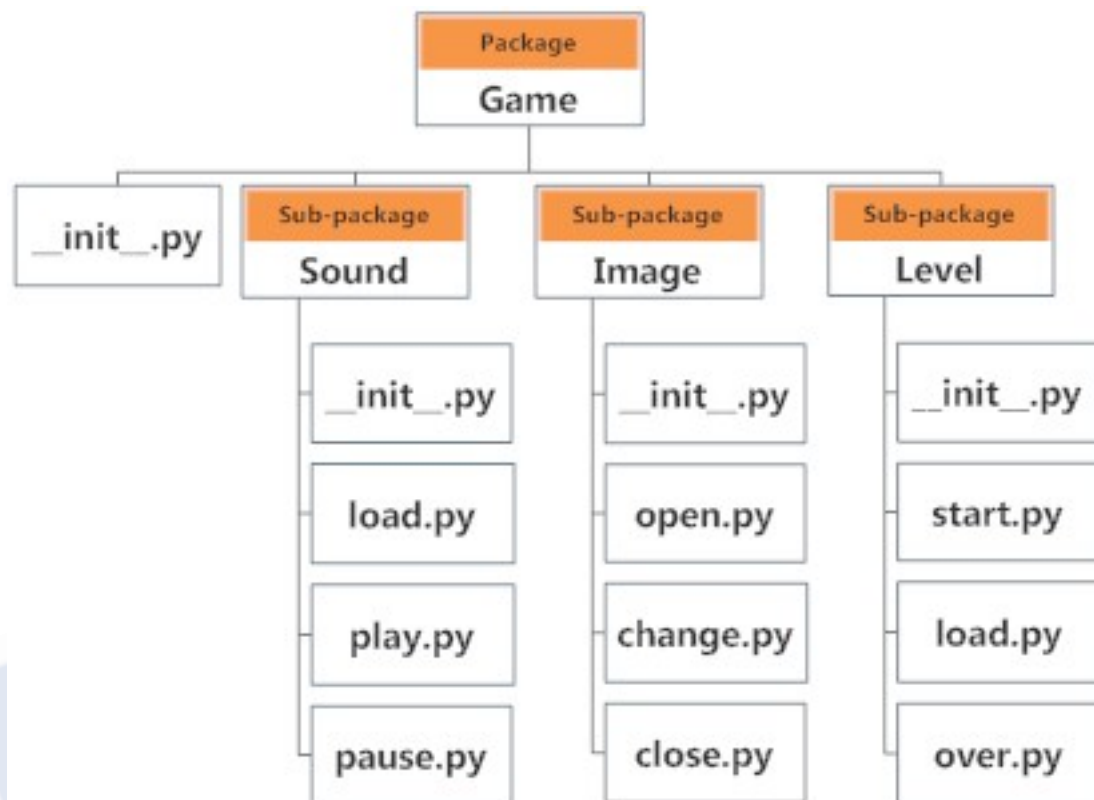 Package
Game
__init__.py
Sub-package
Sound
Sub-package
Image
Sub-package
Level
__init__.py
load.py
play.py
pause.py
__init__.py
open.py
change.py
close.py
__init__.py
start.py
load.py
over.py